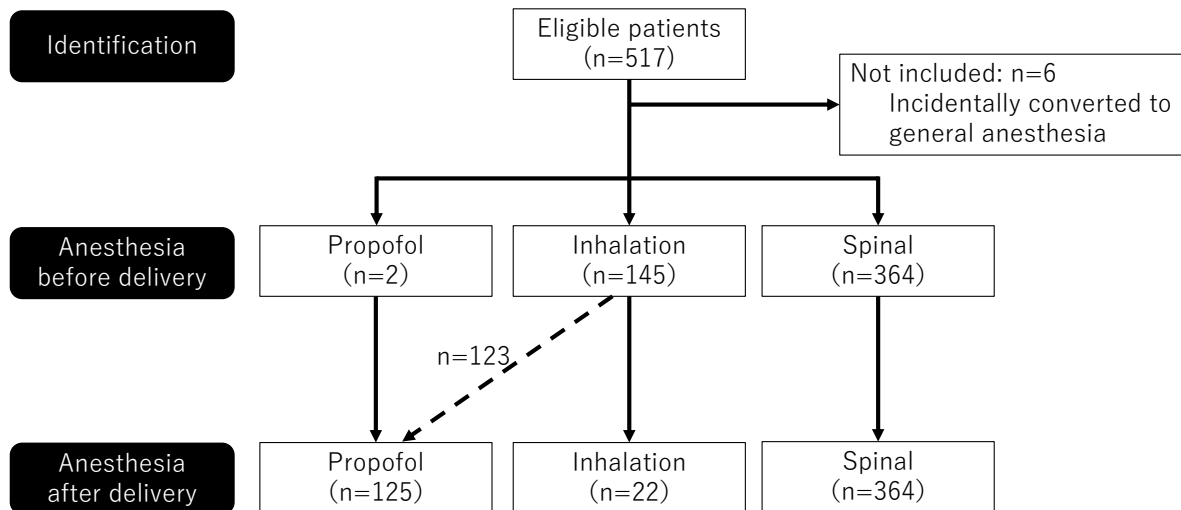 Identification
Eligible patients
(n=517)
Not included: n=6
Incidentally converted to
general anesthesia
Anesthesia
before delivery
Propofol
(n=2)
Inhalation
(n=145)
Spinal
(n=364)
n=123
Anesthesia
after delivery
Propofol
(n=125)
Inhalation
(n=22)
Spinal
(n=364)